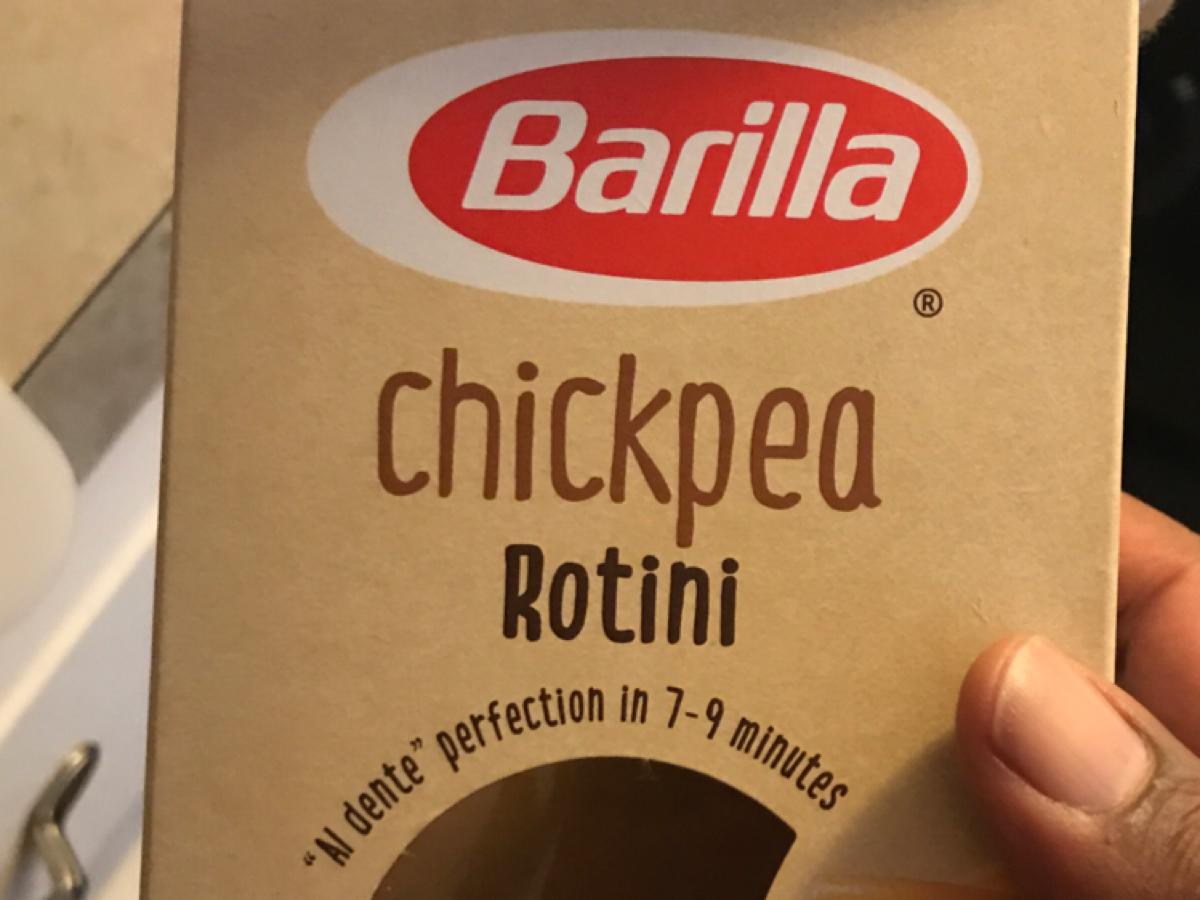 Barilla
®
chickpea
Rotini
“Al dente” perfection in 7-9 minutes